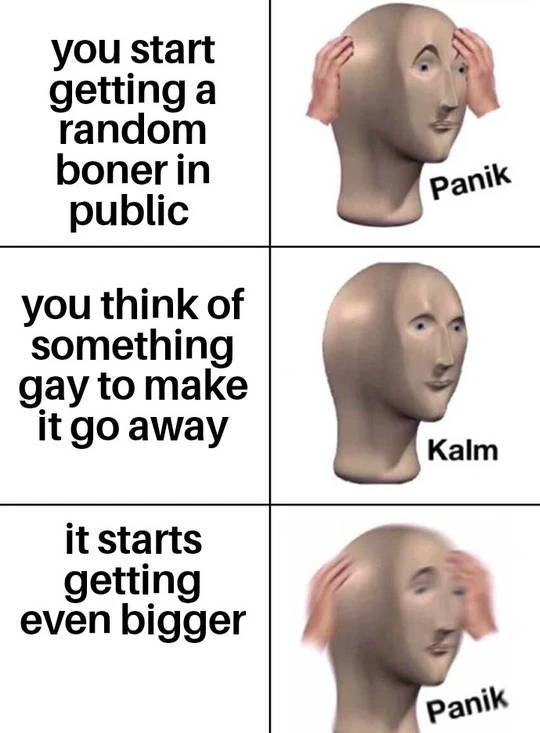 you start
getting a
random
boner in
public
Panik
you think of
something
gay to make
it go away
Kalm
it starts
getting
even bigger
Panik